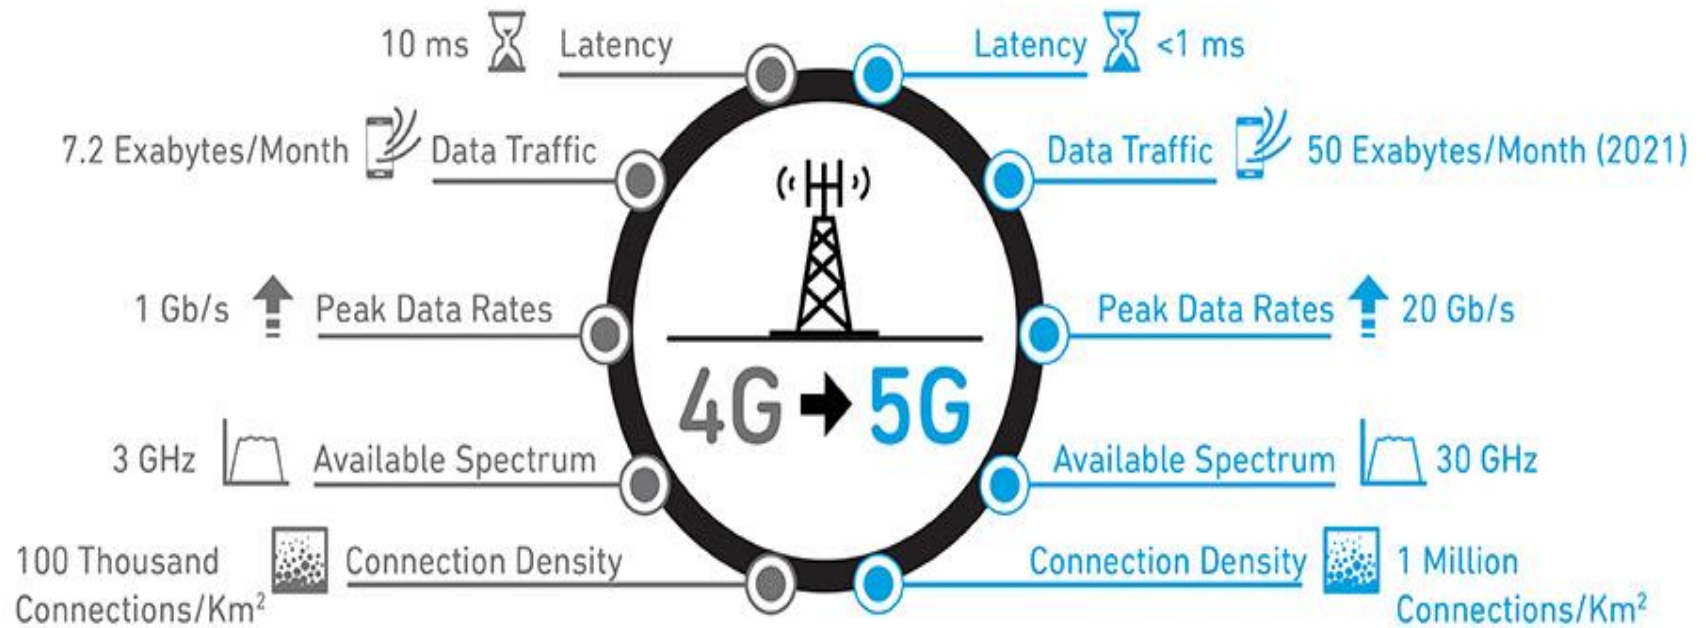 10 ms Latency
Latency <1 ms
7.2 Exabytes/Month Data Traffic
Data Traffic 50 Exabytes/Month (2021)
1 Gb/s Peak Data Rates
Peak Data Rates 20 Gb/s
4G 5G
3 GHz Available Spectrum
Available Spectrum 30 GHz
100 Thousand
Connections/Km²
Connection Density
Connection Density
1 Million
Connections/Km²